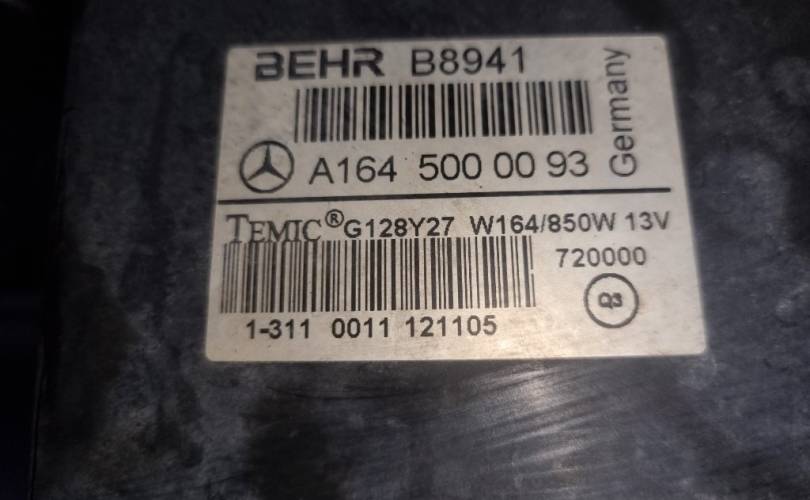 BEHR B8941
Germany
A164 500 00 93
TEMIC® G128Y27 W164/850W 13V
720000
Q3
1-311 0011 121105